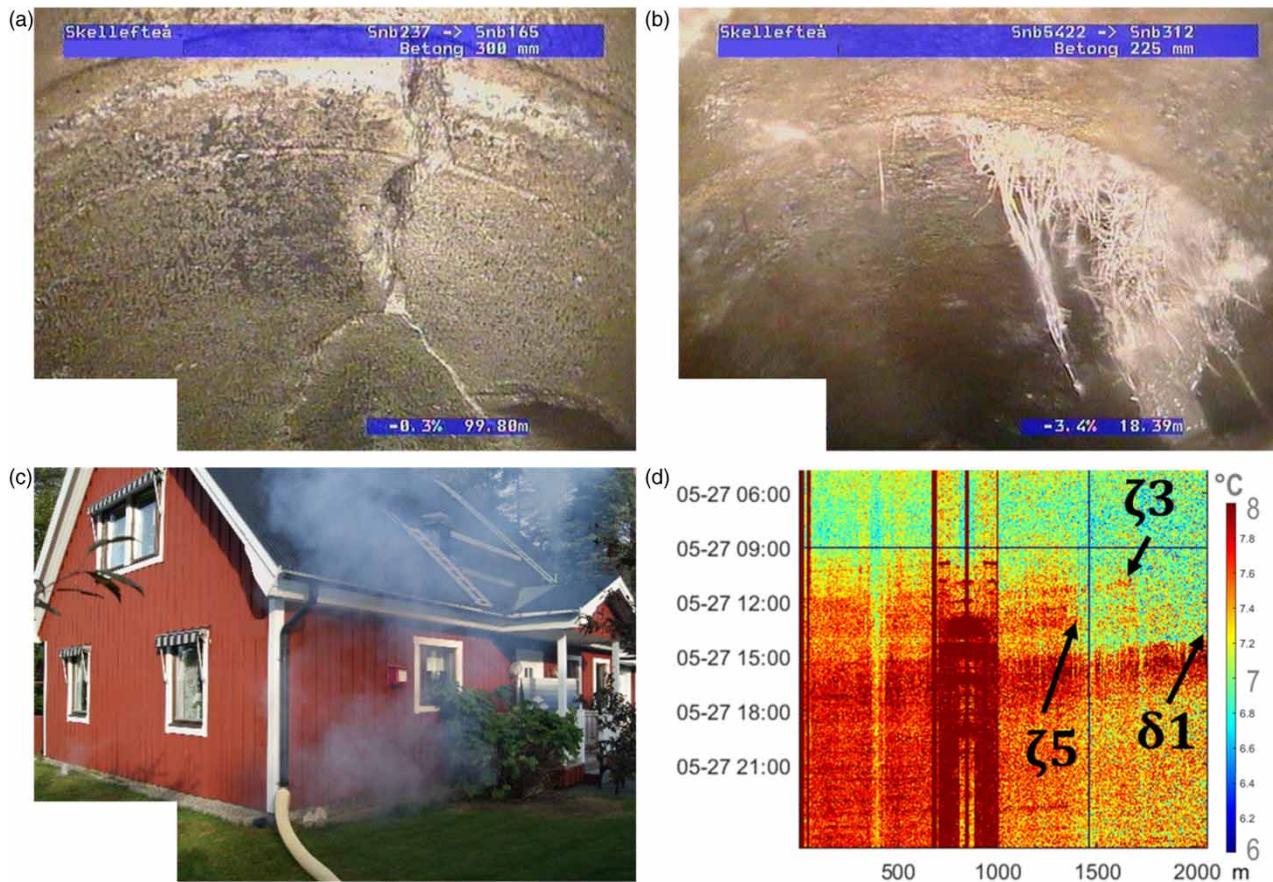 (a)
Skellefteå Snb237 -> Snb165
Betong 300 mm
-0.3% 99.80m
(b)
Skellefteå Snb5422 -> Snb312
Betong 225 mm
-3.4% 18.39m
(c)
(d)
°C
05-27 06:00
05-27 09:00
05-27 12:00
05-27 15:00
05-27 18:00
05-27 21:00
ζ3
ζ5
δ1
8
7.8
7.6
7.4
7.2
7
6.8
6.6
6.4
6.2
6
500 1000 1500 2000 m